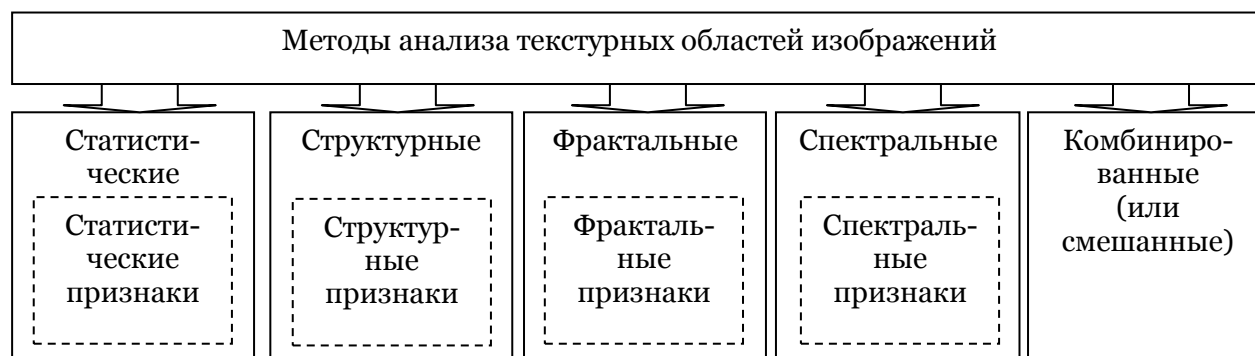 Методы анализа текстурных областей изображений
Статисти-
ческие
Статисти-
ческие
признаки
Структурные
Структур-
ные
признаки
Фрактальные
Фракталь-
ные
признаки
Спектральные
Спектраль-
ные
признаки
Комбиниро-
ванные
(или
смешанные)